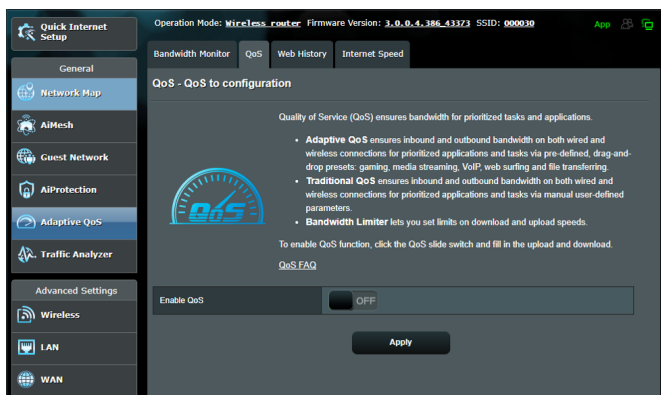 Quick Internet
Setup
Operation Mode: Wireless router Firmware Version: 3.0.0.4.386_43373 SSID: 000030
App
General
Network Map
AiMesh
Guest Network
AiProtection
Adaptive QoS
Traffic Analyzer
Advanced Settings
Wireless
LAN
WAN
Bandwidth Monitor QoS Web History Internet Speed
QoS - QoS to configuration
Quality of Service (QoS) ensures bandwidth for prioritized tasks and applications.
• Adaptive QoS ensures inbound and outbound bandwidth on both wired and
wireless connections for prioritized applications and tasks via pre-defined, drag-and-
drop presets: gaming, media streaming, VoIP, web surfing and file transferring.
• Traditional QoS ensures inbound and outbound bandwidth on both wired and
wireless connections for prioritized applications and tasks via manual user-defined
parameters.
• Bandwidth Limiter lets you set limits on download and upload speeds.
To enable QoS function, click the QoS slide switch and fill in the upload and download.
QoS FAQ
QoS
Enable QoS OFF
Apply